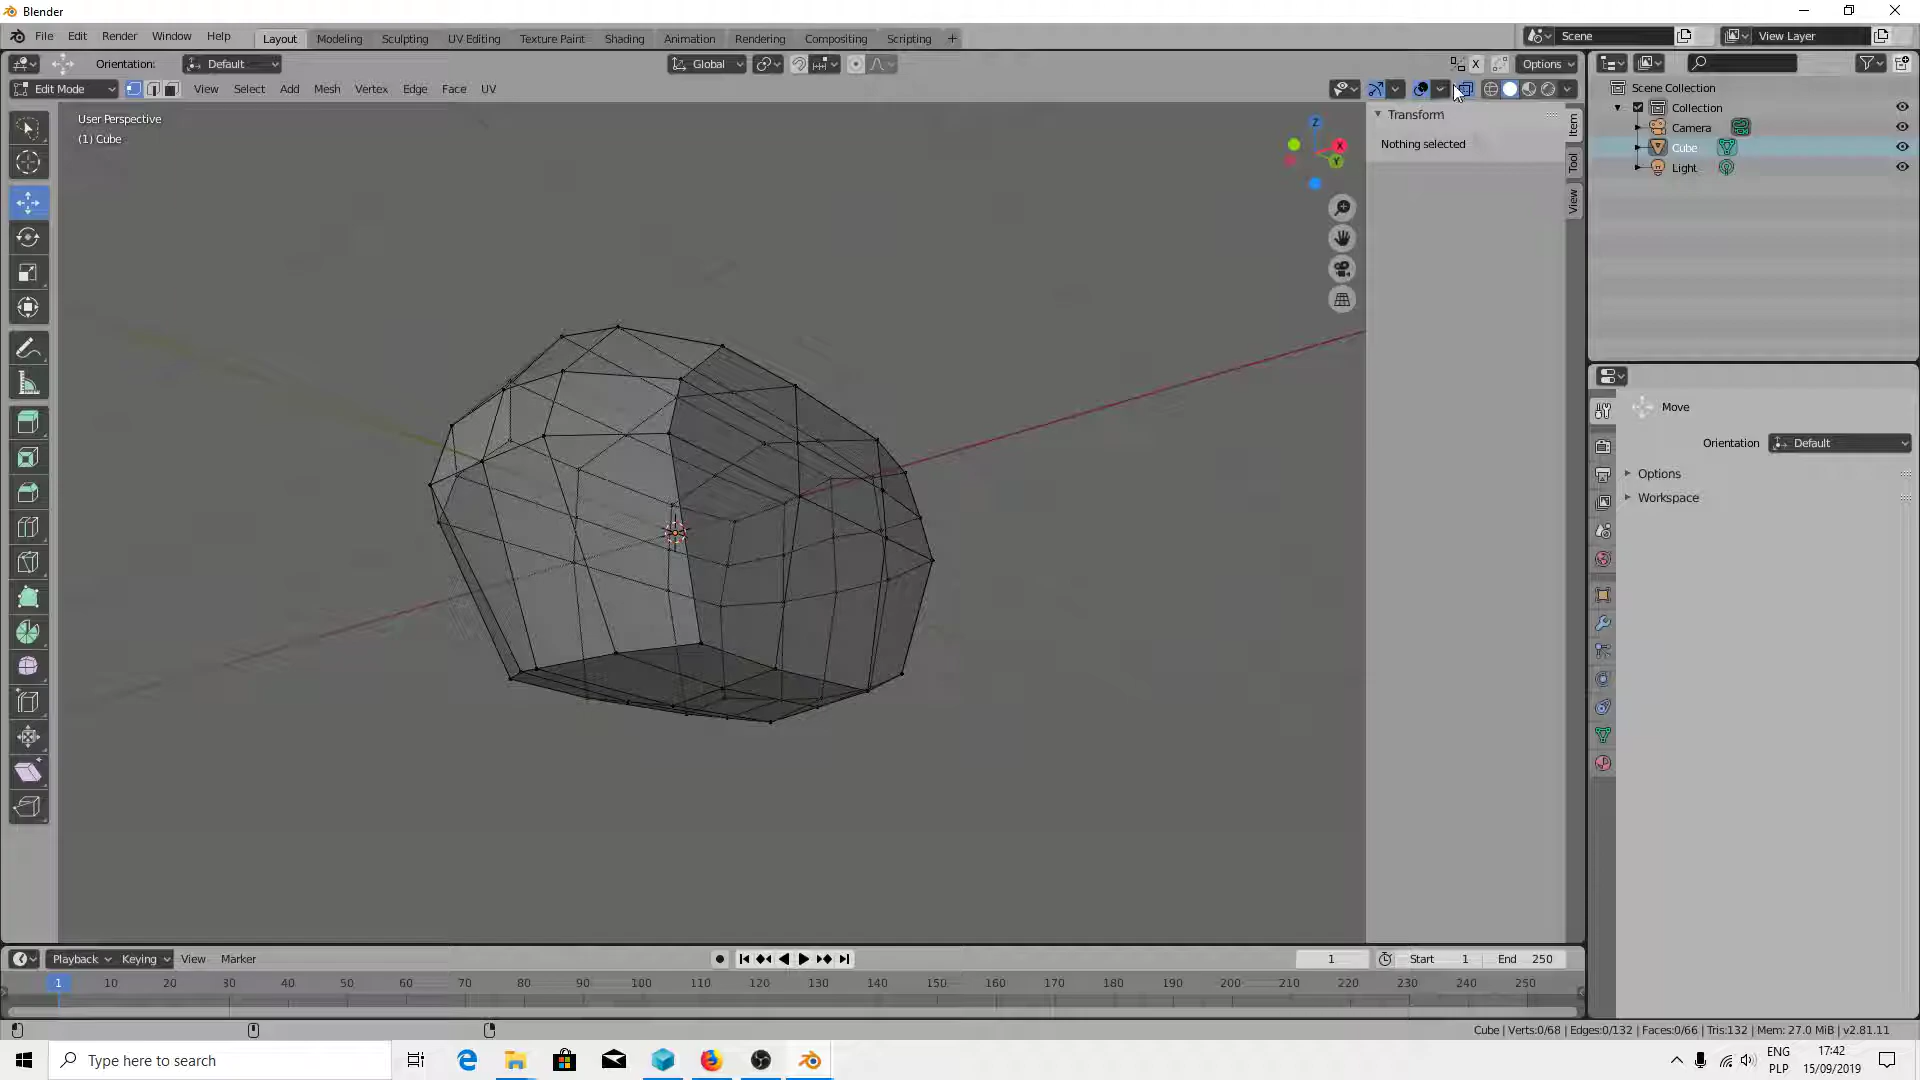 Blender
File Edit Render Window Help
Layout Modeling Sculpting UV Editing Texture Paint Shading Animation Rendering Compositing Scripting +
Scene
View Layer
Orientation: Default
Global
X
Options
Edit Mode View Select Add Mesh Vertex Edge Face UV
User Perspective
(1) Cube
Z
X
Y
Transform
Nothing selected
Item
Tool
View
Scene Collection
Collection
Camera
Cube
Light
Move
Orientation Default
Options
Workspace
Playback Keying View Marker
1
Start 1
End 250
1 10 20 30 40 50 60 70 80 90 100 110 120 130 140 150 160 170 180 190 200 210 220 230 240 250
Cube | Verts:0/68 | Edges:0/132 | Faces:0/66 | Tris:132 | Mem: 27.0 MiB | v2.81.11
Type here to search
ENG
PLP
17:42
15/09/2019